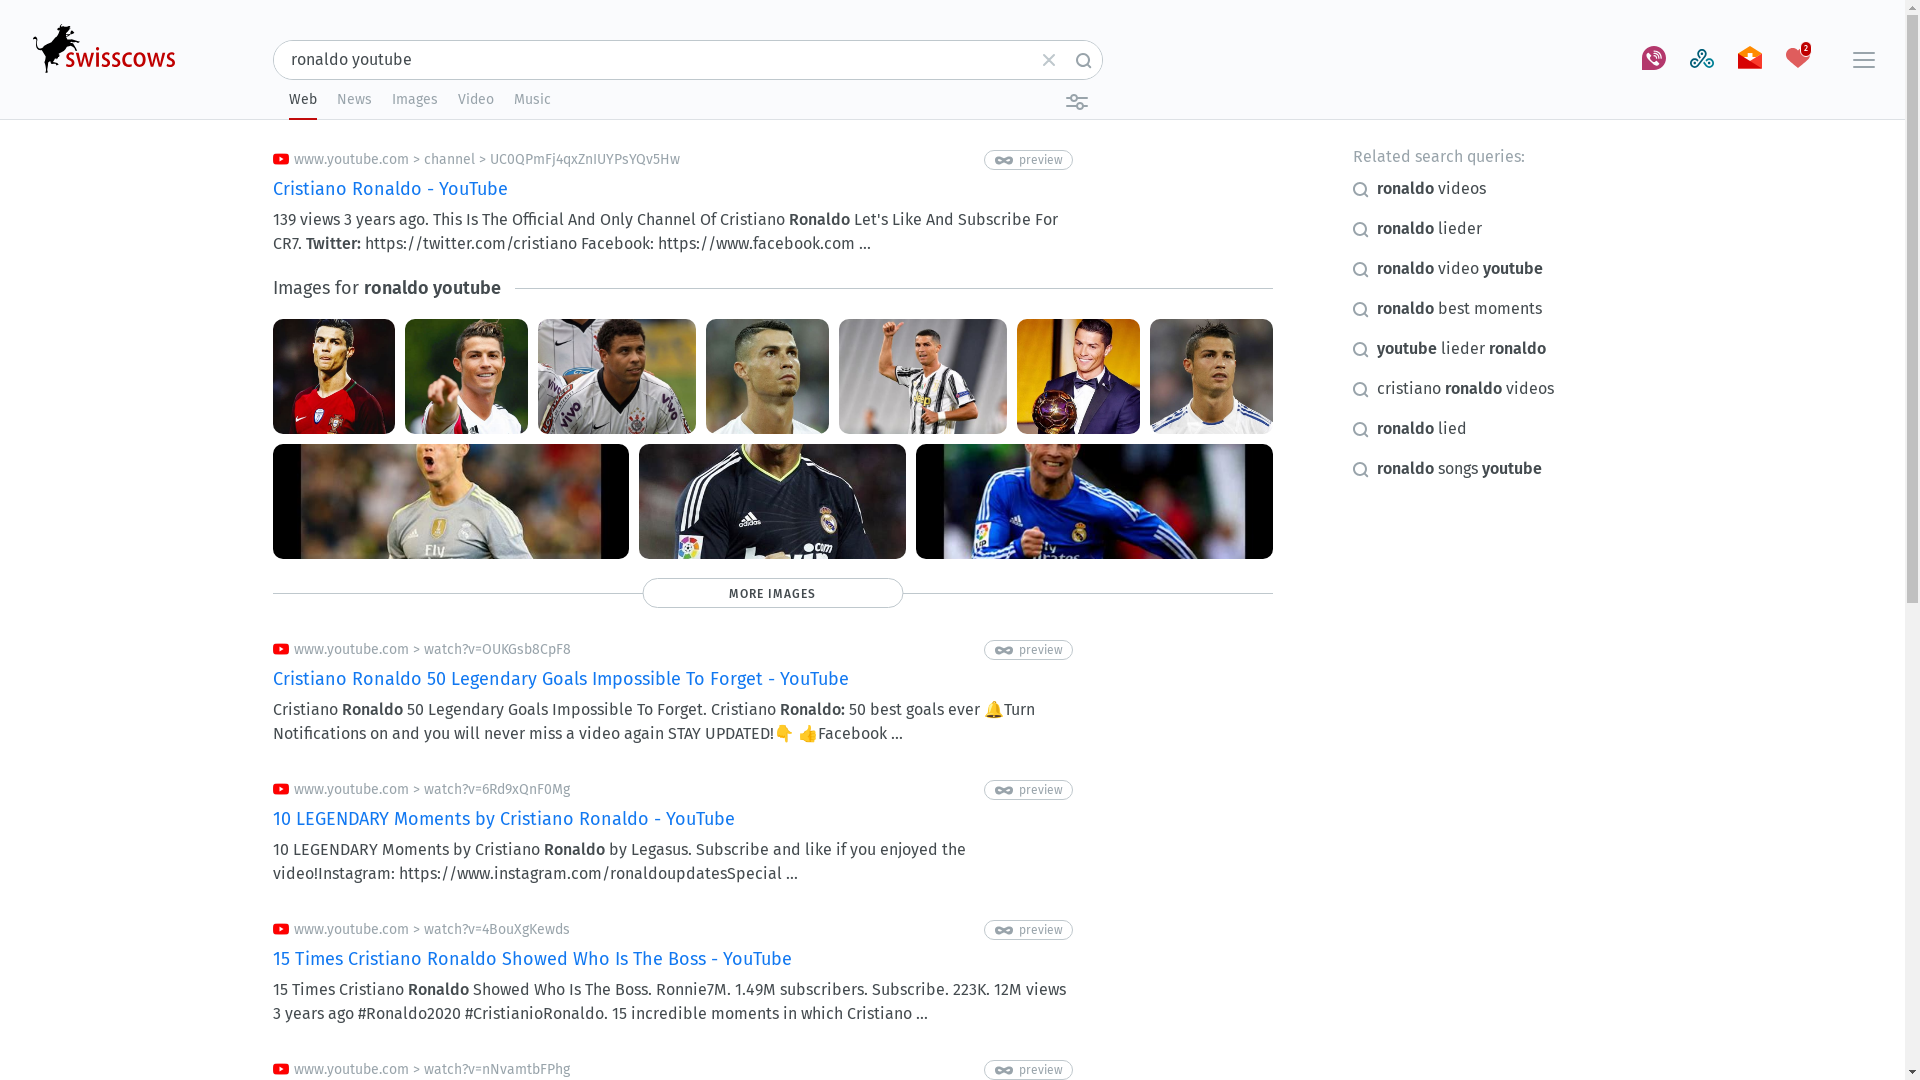 swisscows
ronaldo youtube
2
Web News Images Video Music
www.youtube.com > channel > UC0QPmFj4qxZnIUYPsYQv5Hw
preview
Cristiano Ronaldo - YouTube
139 views 3 years ago. This Is The Official And Only Channel Of Cristiano Ronaldo Let's Like And Subscribe For
CR7. Twitter: https://twitter.com/cristiano Facebook: https://www.facebook.com ...
Images for ronaldo youtube
MORE IMAGES
www.youtube.com > watch?v=OUKGsb8CpF8
preview
Cristiano Ronaldo 50 Legendary Goals Impossible To Forget - YouTube
Cristiano Ronaldo 50 Legendary Goals Impossible To Forget. Cristiano Ronaldo: 50 best goals ever 🔔Turn
Notifications on and you will never miss a video again STAY UPDATED!👇 👍Facebook ...
www.youtube.com > watch?v=6Rd9xQnF0Mg
preview
10 LEGENDARY Moments by Cristiano Ronaldo - YouTube
10 LEGENDARY Moments by Cristiano Ronaldo by Legasus. Subscribe and like if you enjoyed the
video!Instagram: https://www.instagram.com/ronaldoupdatesSpecial ...
www.youtube.com > watch?v=4BouXgKewds
preview
15 Times Cristiano Ronaldo Showed Who Is The Boss - YouTube
15 Times Cristiano Ronaldo Showed Who Is The Boss. Ronnie7M. 1.49M subscribers. Subscribe. 223K. 12M views
3 years ago #Ronaldo2020 #CristianioRonaldo. 15 incredible moments in which Cristiano ...
www.youtube.com > watch?v=nNvamtbFPhg
preview
Related search queries:
ronaldo videos
ronaldo lieder
ronaldo video youtube
ronaldo best moments
youtube lieder ronaldo
cristiano ronaldo videos
ronaldo lied
ronaldo songs youtube